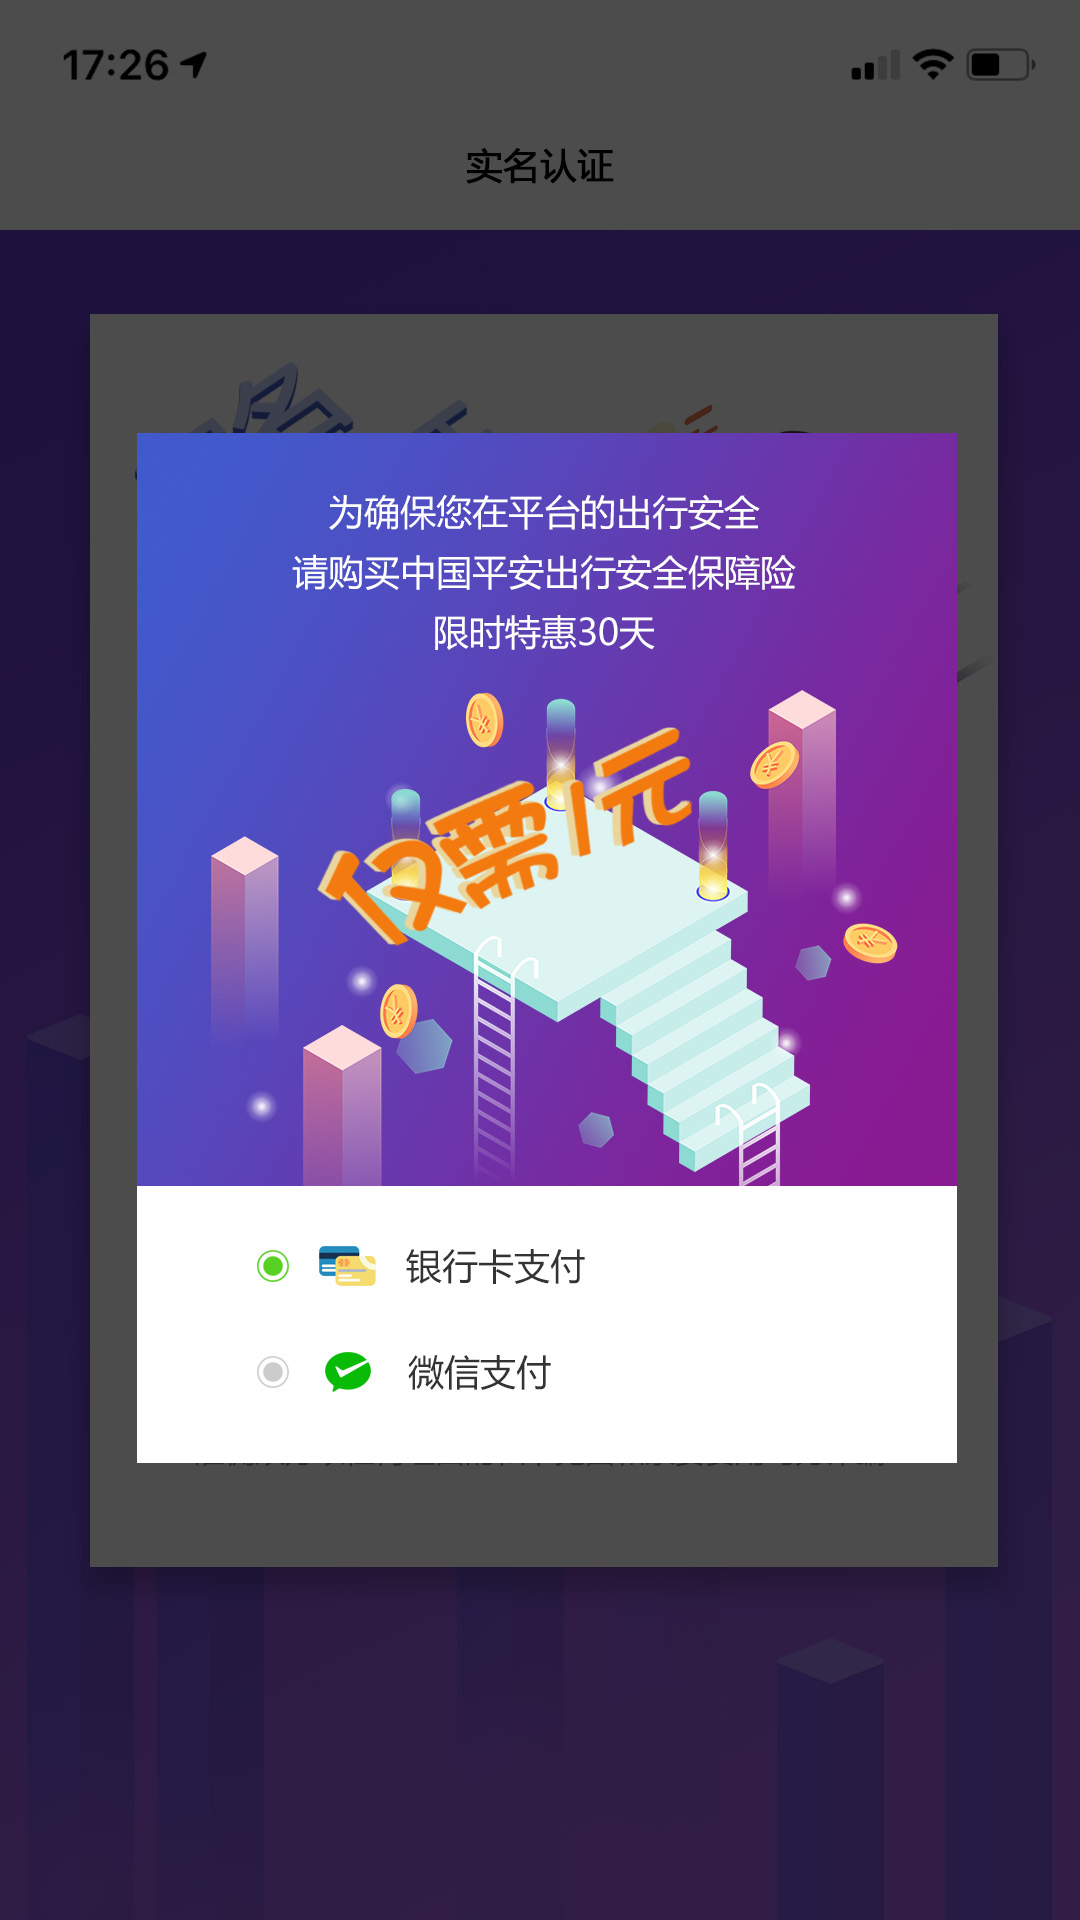 17:26
实名认证
为确保您在平台的出行安全
请购买中国平安出行安全保障险
限时特惠30天
仅需1元
银行卡支付
微信支付